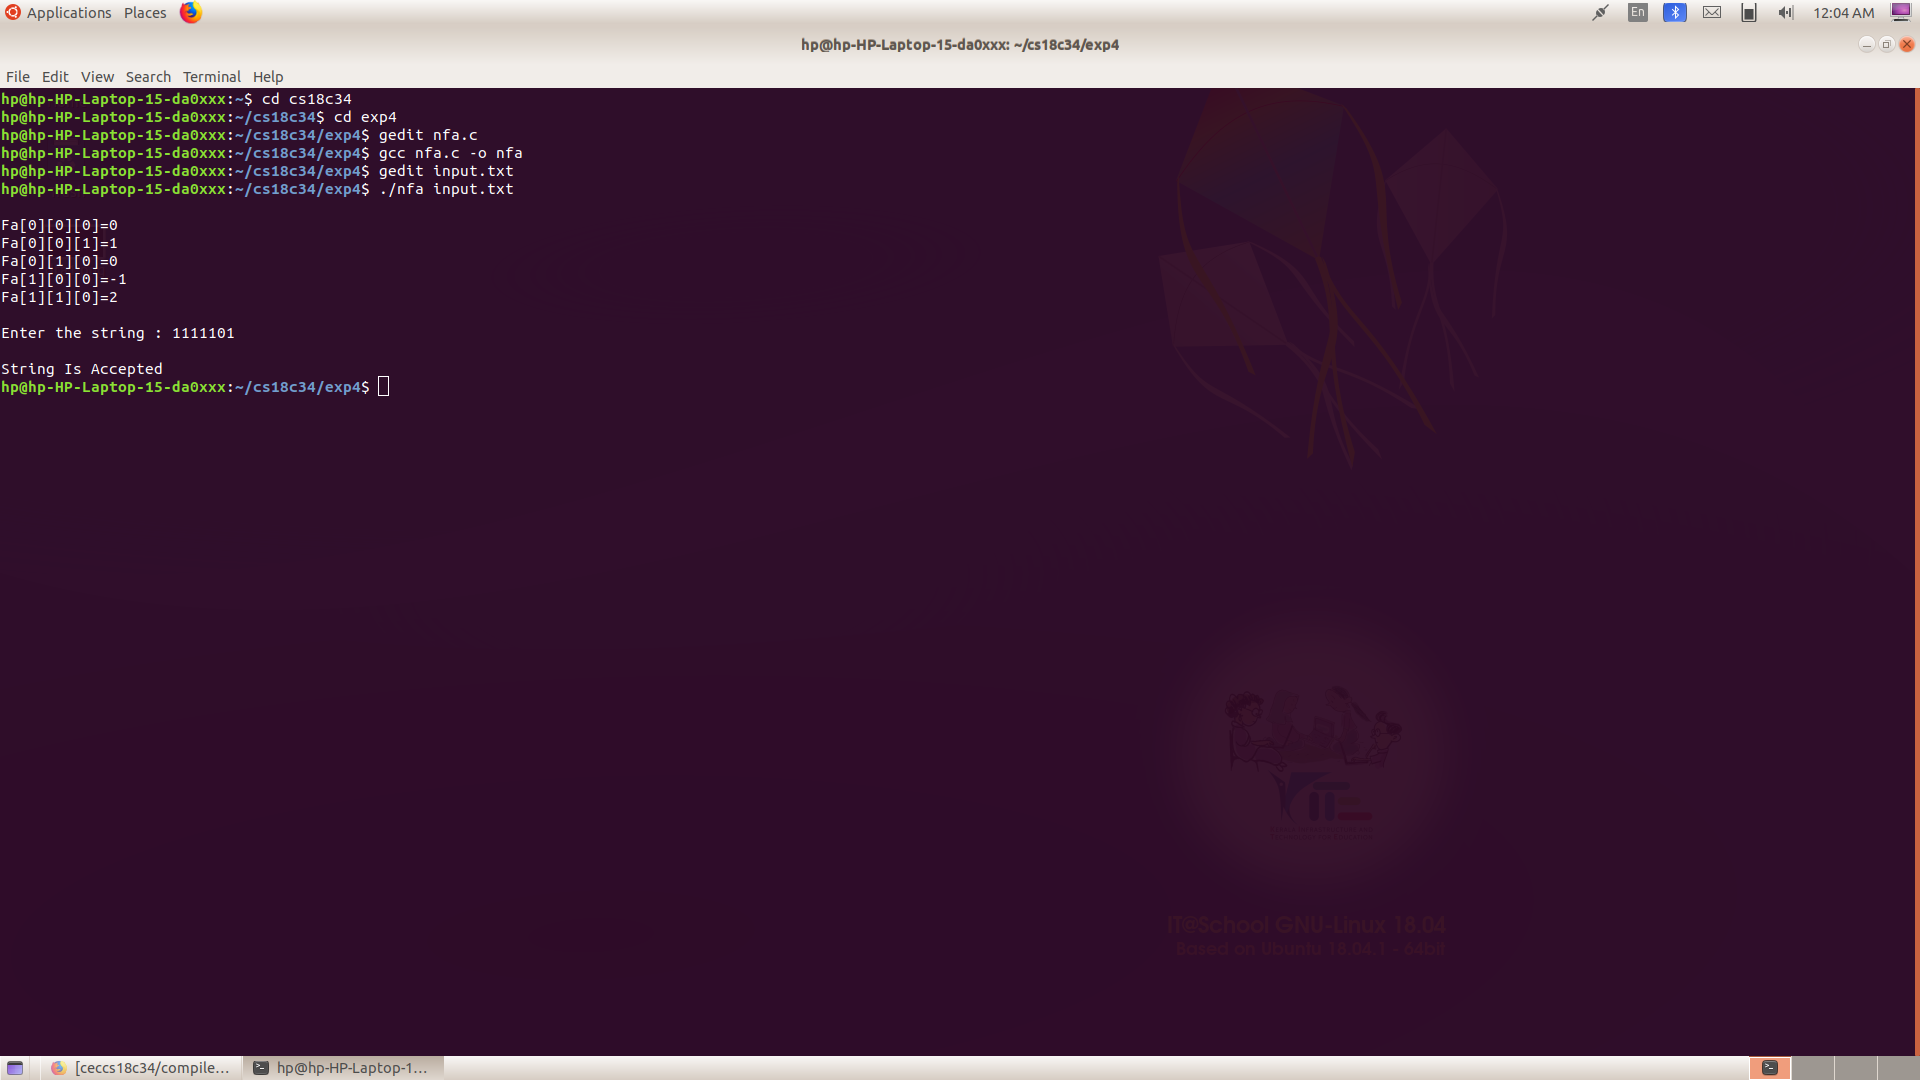 Applications Places
En
12:04 AM
hp@hp-HP-Laptop-15-da0xxx: ~/cs18c34/exp4
File Edit View Search Terminal Help
hp@hp-HP-Laptop-15-da0xxx:~$ cd cs18c34
hp@hp-HP-Laptop-15-da0xxx:~/cs18c34$ cd exp4
hp@hp-HP-Laptop-15-da0xxx:~/cs18c34/exp4$ gedit nfa.c
hp@hp-HP-Laptop-15-da0xxx:~/cs18c34/exp4$ gcc nfa.c -o nfa
hp@hp-HP-Laptop-15-da0xxx:~/cs18c34/exp4$ gedit input.txt
hp@hp-HP-Laptop-15-da0xxx:~/cs18c34/exp4$ ./nfa input.txt
Fa[0][0][0]=0
Fa[0][0][1]=1
Fa[0][1][0]=0
Fa[1][0][0]=-1
Fa[1][1][0]=2
Enter the string : 1111101
String Is Accepted
hp@hp-HP-Laptop-15-da0xxx:~/cs18c34/exp4$
IT@School GNU-Linux 18.04
Based on Ubuntu 18.04.1 - 64bit
[ceccs18c34/compile...
hp@hp-HP-Laptop-1...